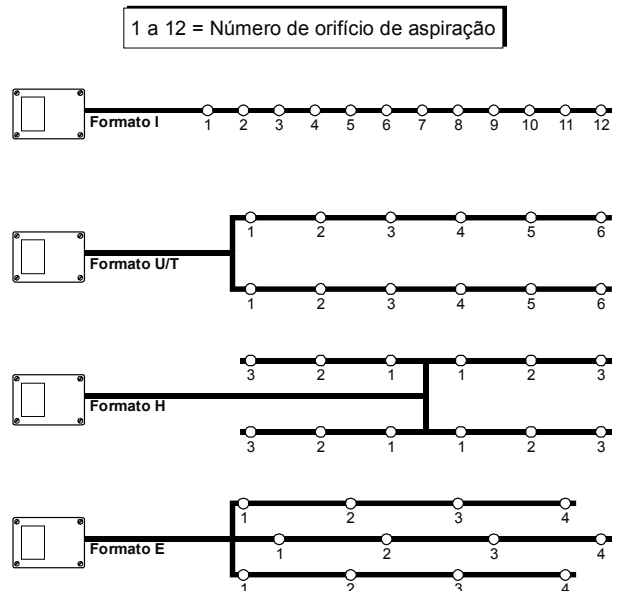 1 a 12 = Número de orifício de aspiração
Formato I
1 2 3 4 5 6 7 8 9 10 11 12
1 2 3 4 5 6
Formato U/T
1 2 3 4 5 6
3 2 1 1 2 3
Formato H
3 2 1 1 2 3
1 2 3 4
Formato E
1 2 3 4
1 2 3 4